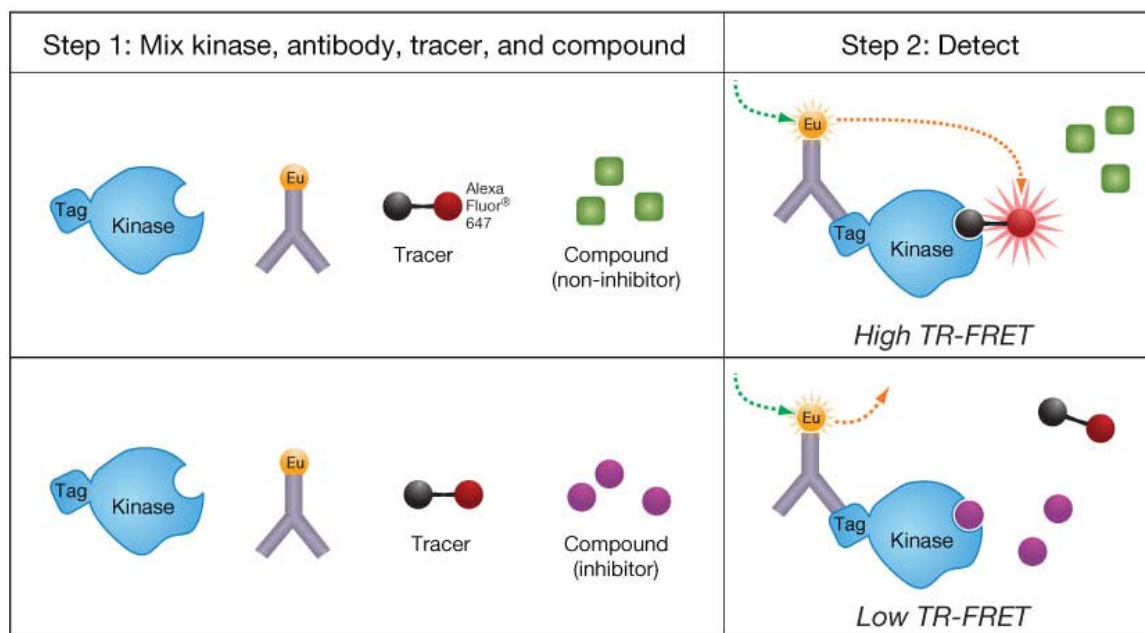 Step 1: Mix kinase, antibody, tracer, and compound
Step 2: Detect
Tag
Kinase
Eu
Alexa
Fluor®
647
Tracer
Compound
(non-inhibitor)
Eu
Tag
Kinase
High TR-FRET
Tag
Kinase
Eu
Tracer
Compound
(inhibitor)
Eu
Tag
Kinase
Low TR-FRET